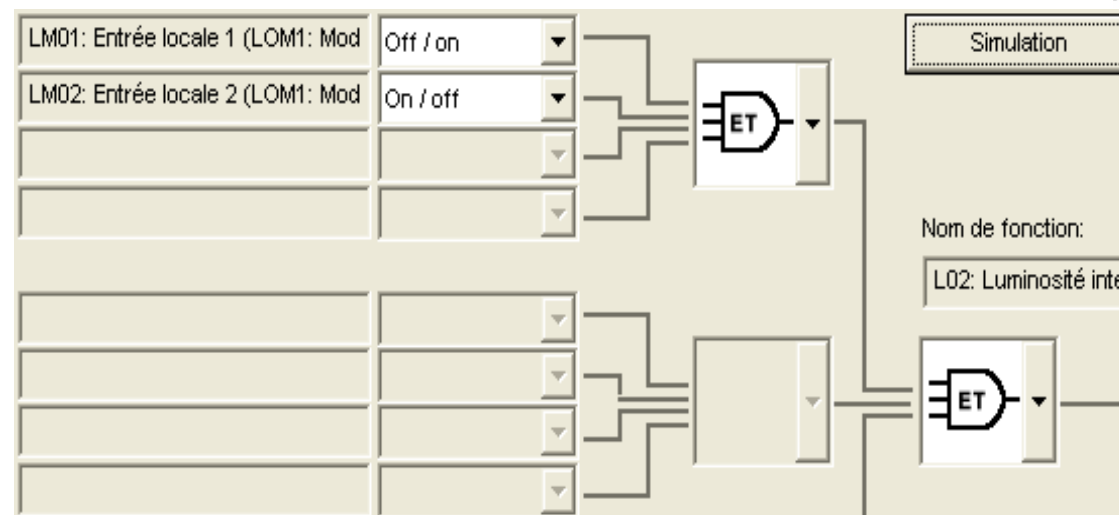 LM01: Entrée locale 1 (LOM1: Mod
Off / on
Simulation
LM02: Entrée locale 2 (LOM1: Mod
On / off
ET
Nom de fonction:
L02: Luminosité inte
ET